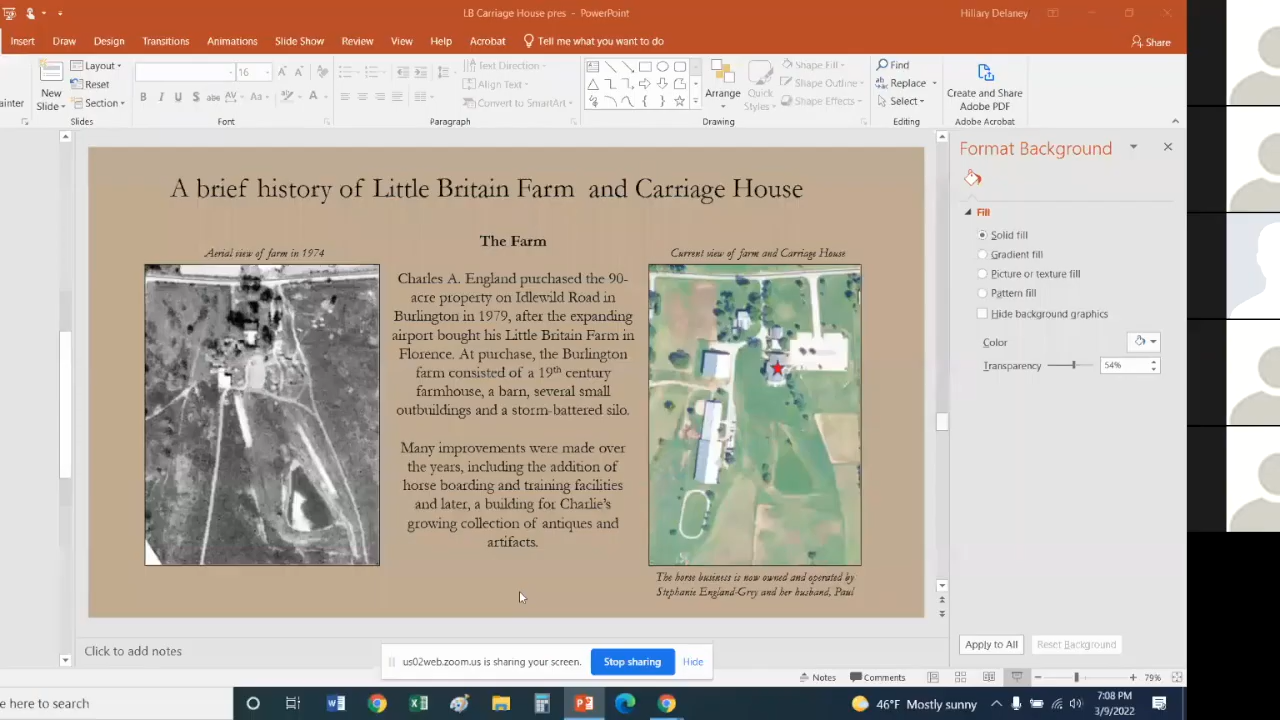 LB Carriage House pres - PowerPoint
Hillary Delaney
Insert
Draw
Design
Transitions
Animations
Slide Show
Review
View
Help
Acrobat
Tell me what you want to do
Share
Layout
Reset
Section
New
Slide
Slides
16
B I U S abc AV Aa A
Font
Text Direction
Align Text
Convert to SmartArt
Paragraph
Arrange
Quick
Styles
Shape Fill
Shape Outline
Shape Effects
Drawing
Find
Replace
Select
Editing
Create and Share
Adobe PDF
Adobe Acrobat
A brief history of Little Britain Farm and Carriage House
Aerial view of farm in 1974
The Farm
Charles A. England purchased the 90-
acre property on Idlewild Road in
Burlington in 1979, after the expanding
airport bought his Little Britain Farm in
Florence. At purchase, the Burlington
farm consisted of a 19th century
farmhouse, a barn, several small
outbuildings and a storm-battered silo.
Many improvements were made over
the years, including the addition of
horse boarding and training facilities
and later, a building for Charlie's
growing collection of antiques and
artifacts.
Current view of farm and Carriage House
The horse business is now owned and operated by
Stephanie England-Grey and her husband, Paul
Format Background
Fill
Solid fill
Gradient fill
Picture or texture fill
Pattern fill
Hide background graphics
Color
Transparency
54%
Apply to All
Reset Background
Click to add notes
us02web.zoom.us is sharing your screen.
Stop sharing
Hide
Notes
Comments
79%
e here to search
46°F Mostly sunny
7:08 PM
3/9/2022